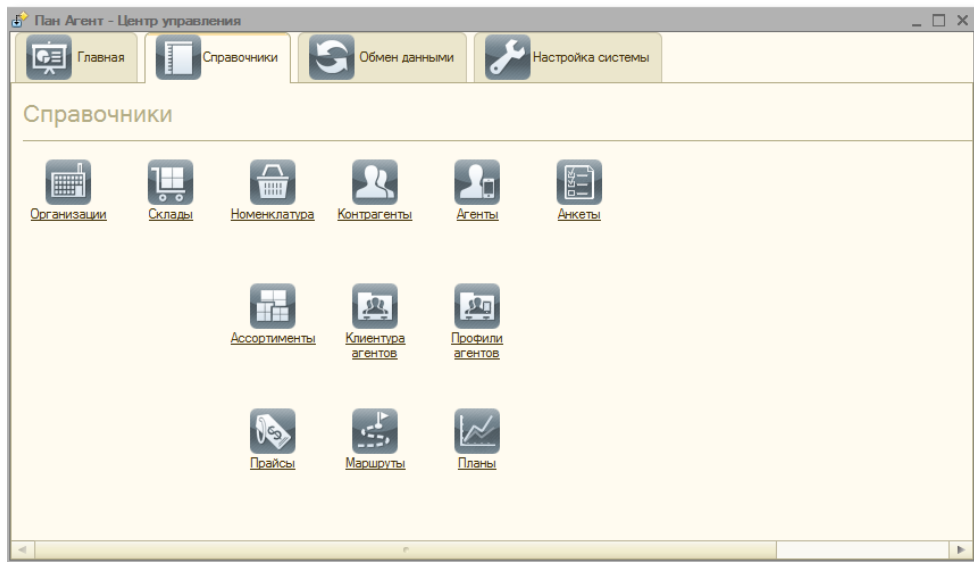 Пан Агент - Центр управления
Главная
Справочники
Обмен данными
Настройка системы
Справочники
Организации
Склады
Номенклатура
Контрагенты
Агенты
Анкеты
Ассортименты
Клиентура
агентов
Профили
агентов
Прайсы
Маршруты
Планы